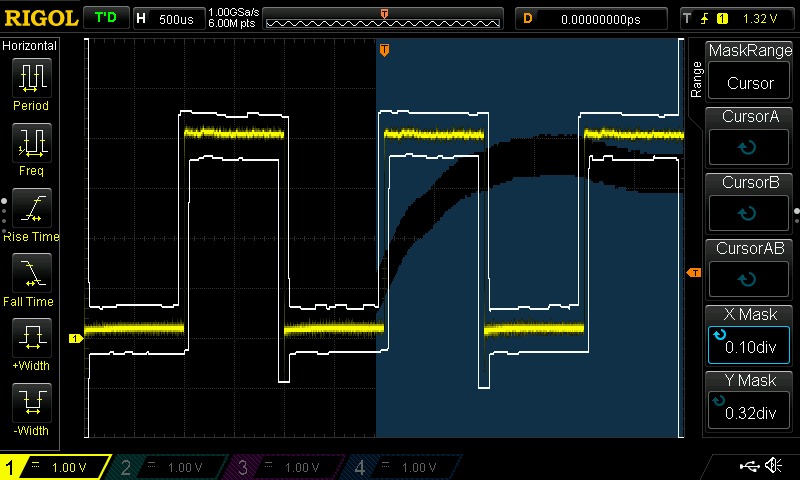 RIGOL T'D H 500us 1.00GSa/s 6.00M pts T D 0.00000000ps T 1 1.32 V
Horizontal
Period
Freq
Rise Time
Fall Time
+Width
-Width
T
T
1
Range
MaskRange
Cursor
CursorA
CursorB
CursorAB
X Mask
0.10div
Y Mask
0.32div
1 1.00 V 2 1.00 V 3 1.00 V 4 1.00 V